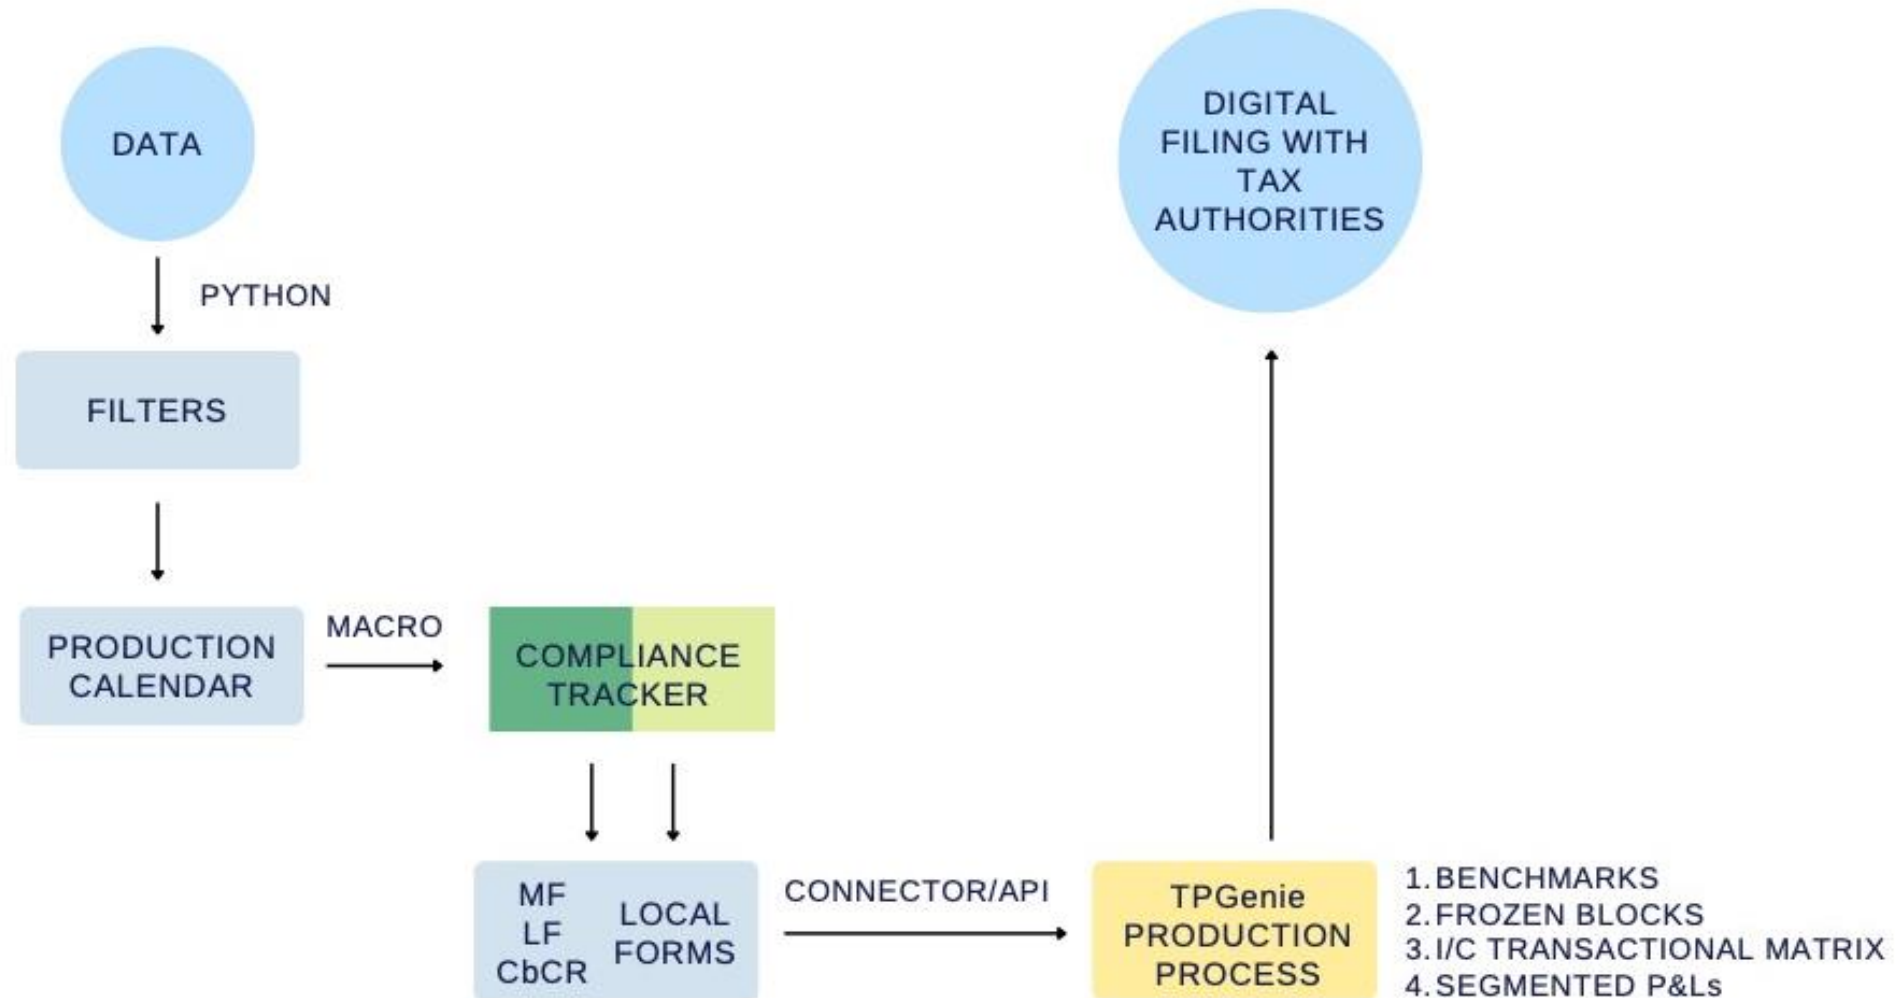 DATA
PYTHON
FILTERS
PRODUCTION
CALENDAR
MACRO
COMPLIANCE
TRACKER
MF
LF
CbCR
LOCAL
FORMS
CONNECTOR/API
TPGenie
PRODUCTION
PROCESS
1. BENCHMARKS
2. FROZEN BLOCKS
3. I/C TRANSACTIONAL MATRIX
4. SEGMENTED P&Ls
DIGITAL
FILING WITH
TAX
AUTHORITIES